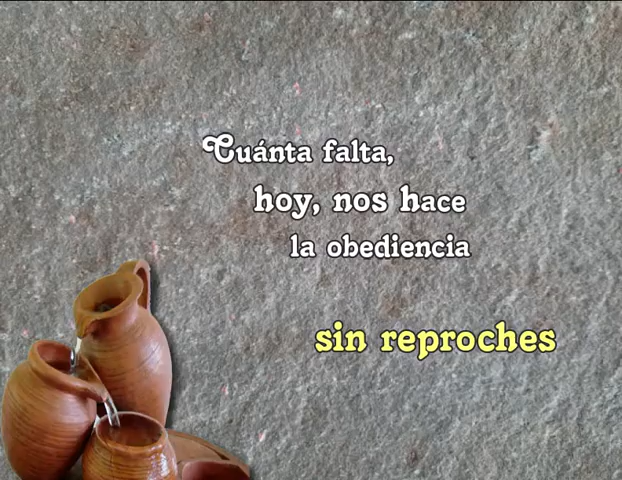 Cuánta falta,
hoy, nos hace
la obediencia
sin reproches